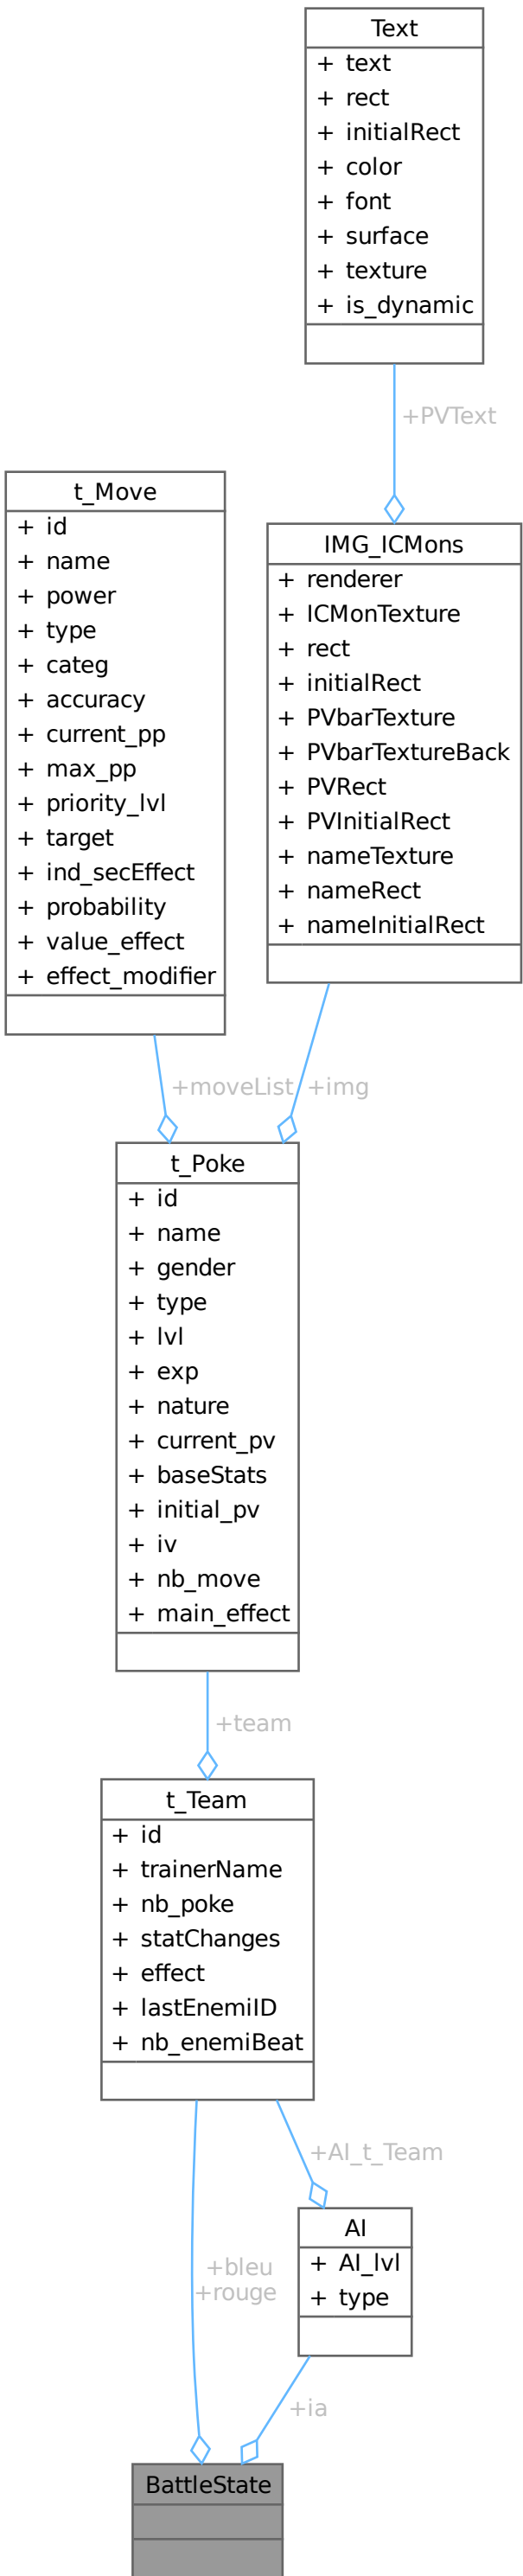 Text
+ text
+ rect
+ initialRect
+ color
+ font
+ surface
+ texture
+ is_dynamic
+PVText
t_Move
+ id
+ name
+ power
+ type
+ categ
+ accuracy
+ current_pp
+ max_pp
+ priority_lvl
+ target
+ ind_secEffect
+ probability
+ value_effect
+ effect_modifier
IMG_ICMons
+ renderer
+ ICMonTexture
+ rect
+ initialRect
+ PVbarTexture
+ PVbarTextureBack
+ PVRect
+ PVInitialRect
+ nameTexture
+ nameRect
+ nameInitialRect
+moveList
+img
t_Poke
+ id
+ name
+ gender
+ type
+ lvl
+ exp
+ nature
+ current_pv
+ baseStats
+ initial_pv
+ iv
+ nb_move
+ main_effect
+team
t_Team
+ id
+ trainerName
+ nb_poke
+ statChanges
+ effect
+ lastEnemiID
+ nb_enemiBeat
+AI_t_Team
AI
+ AI_lvl
+ type
+bleu
+rouge
+ia
BattleState